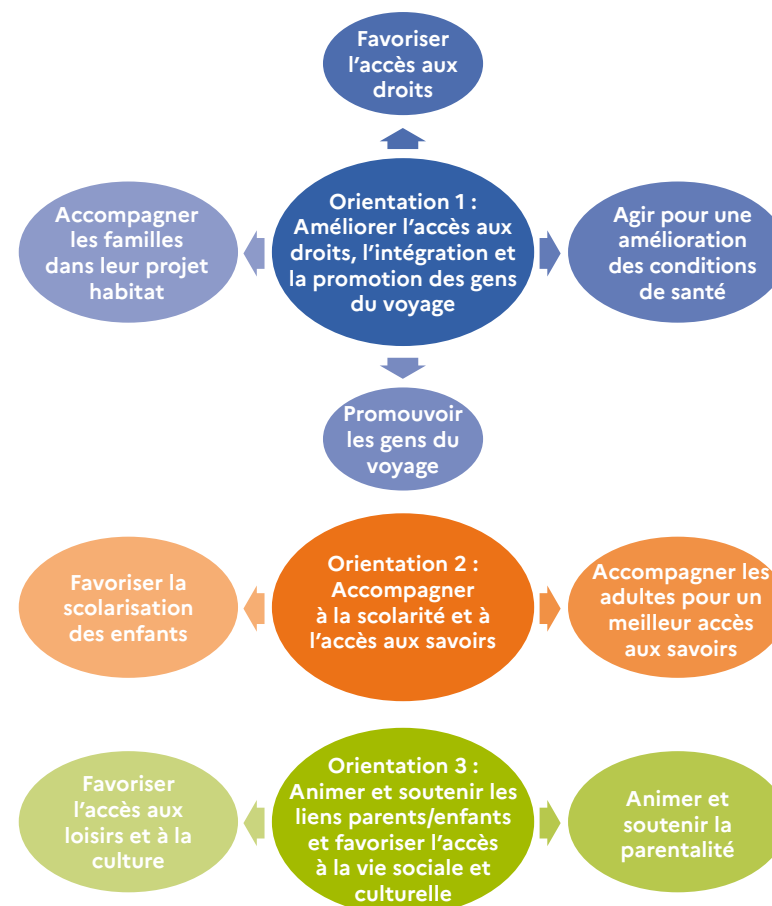 Favoriser
l’accès aux
droits
Accompagner
les familles
dans leur projet
habitat
Orientation 1 :
Améliorer l’accès aux
droits, l’intégration et
la promotion des gens
du voyage
Agir pour une
amélioration
des conditions
de santé
Promouvoir
les gens du
voyage
Favoriser la
scolarisation
des enfants
Orientation 2 :
Accompagner
à la scolarité et à
l’accès aux savoirs
Accompagner les
adultes pour un
meilleur accès
aux savoirs
Favoriser
l’accès aux
loisirs et à la
culture
Orientation 3 :
Animer et soutenir les
liens parents/enfants
et favoriser l’accès
à la vie sociale et
culturelle
Animer et
soutenir la
parentalité